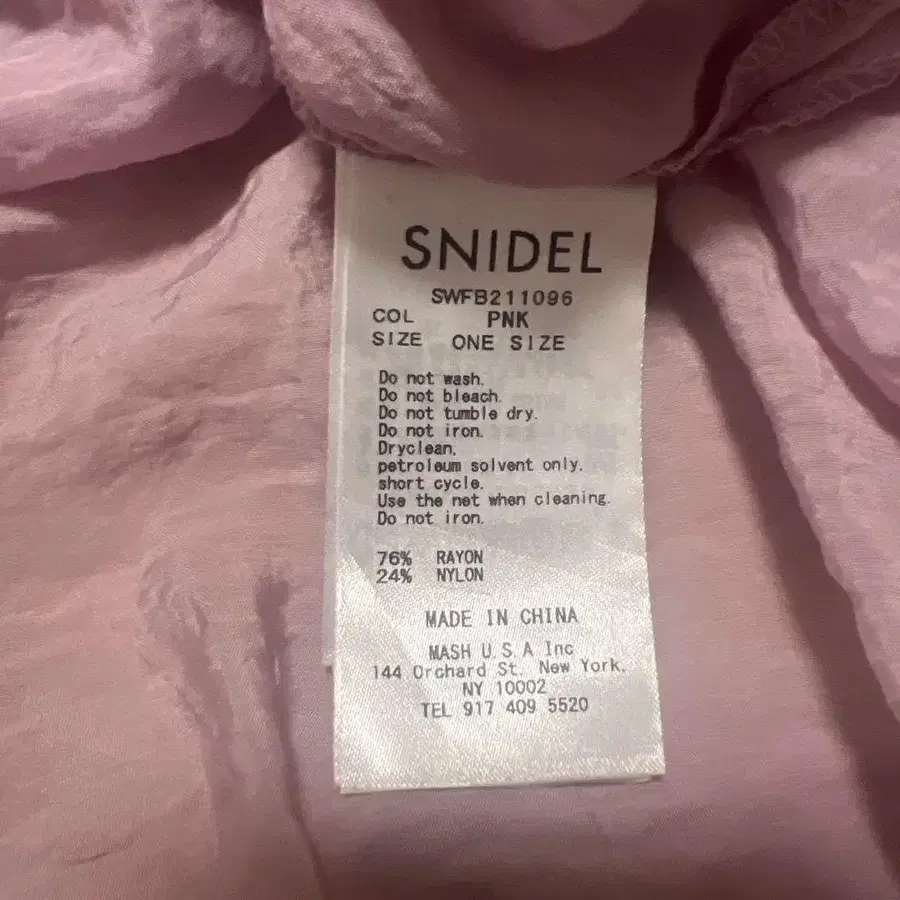 SNIDEL
SWFB211096
COL PNK
SIZE ONE SIZE
Do not wash.
Do not bleach.
Do not tumble dry.
Do not iron.
Dryclean,
petroleum solvent only.
short cycle.
Use the net when cleaning.
Do not iron.
76% RAYON
24% NYLON
MADE IN CHINA
MASH U.S.A Inc
144 Orchard St. New York.
NY 10002
TEL 917 409 5520